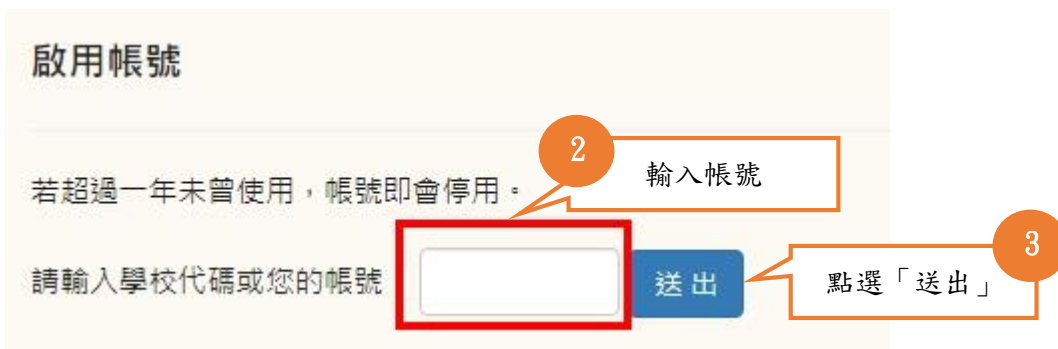 啟用帳號
2
輸入帳號
若超過一年未曾使用，帳號即會停用。
3
請輸入學校代碼或您的帳號 送出
點選「送出」